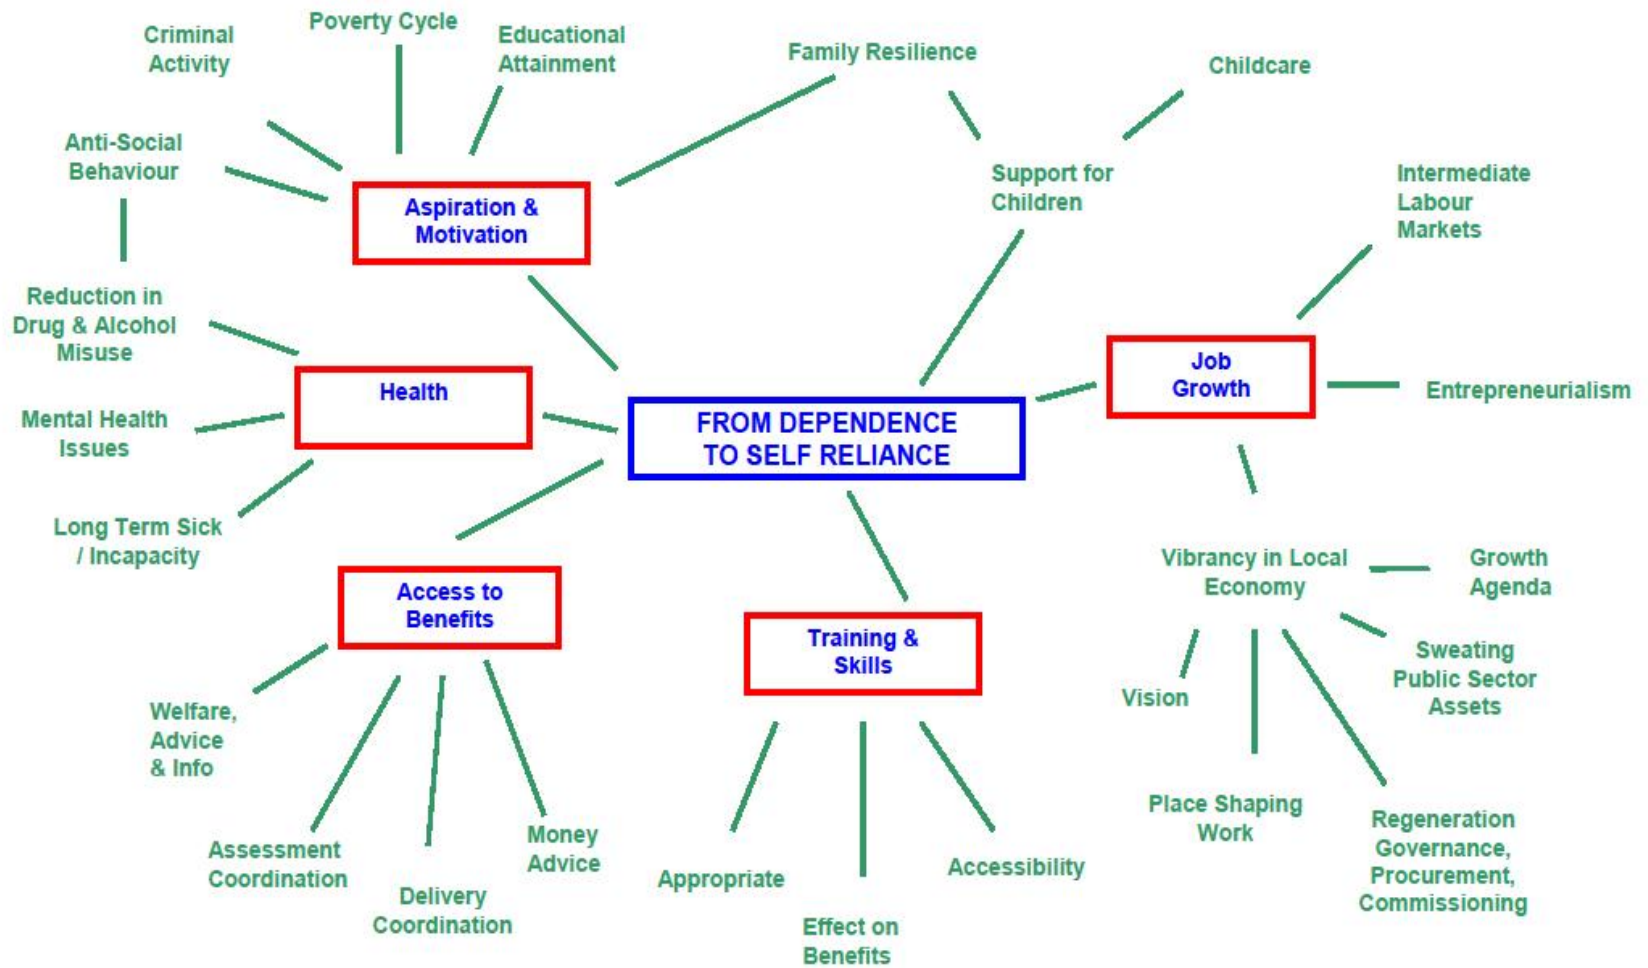 Poverty Cycle
Criminal
Activity
Educational
Attainment
Family Resilience
Childcare
Anti-Social
Behaviour
Support for
Children
Intermediate
Labour
Markets
Aspiration &
Motivation
Reduction in
Drug & Alcohol
Misuse
Health
Job
Growth
Entrepreneurialism
Mental Health
Issues
FROM DEPENDENCE
TO SELF RELIANCE
Long Term Sick
/ Incapacity
Vibrancy in Local
Economy
Growth
Agenda
Access to
Benefits
Training &
Skills
Sweating
Public Sector
Assets
Vision
Welfare,
Advice
& Info
Place Shaping
Work
Regeneration
Governance,
Procurement,
Commissioning
Assessment
Coordination
Money
Advice
Delivery
Coordination
Appropriate
Accessibility
Effect on
Benefits